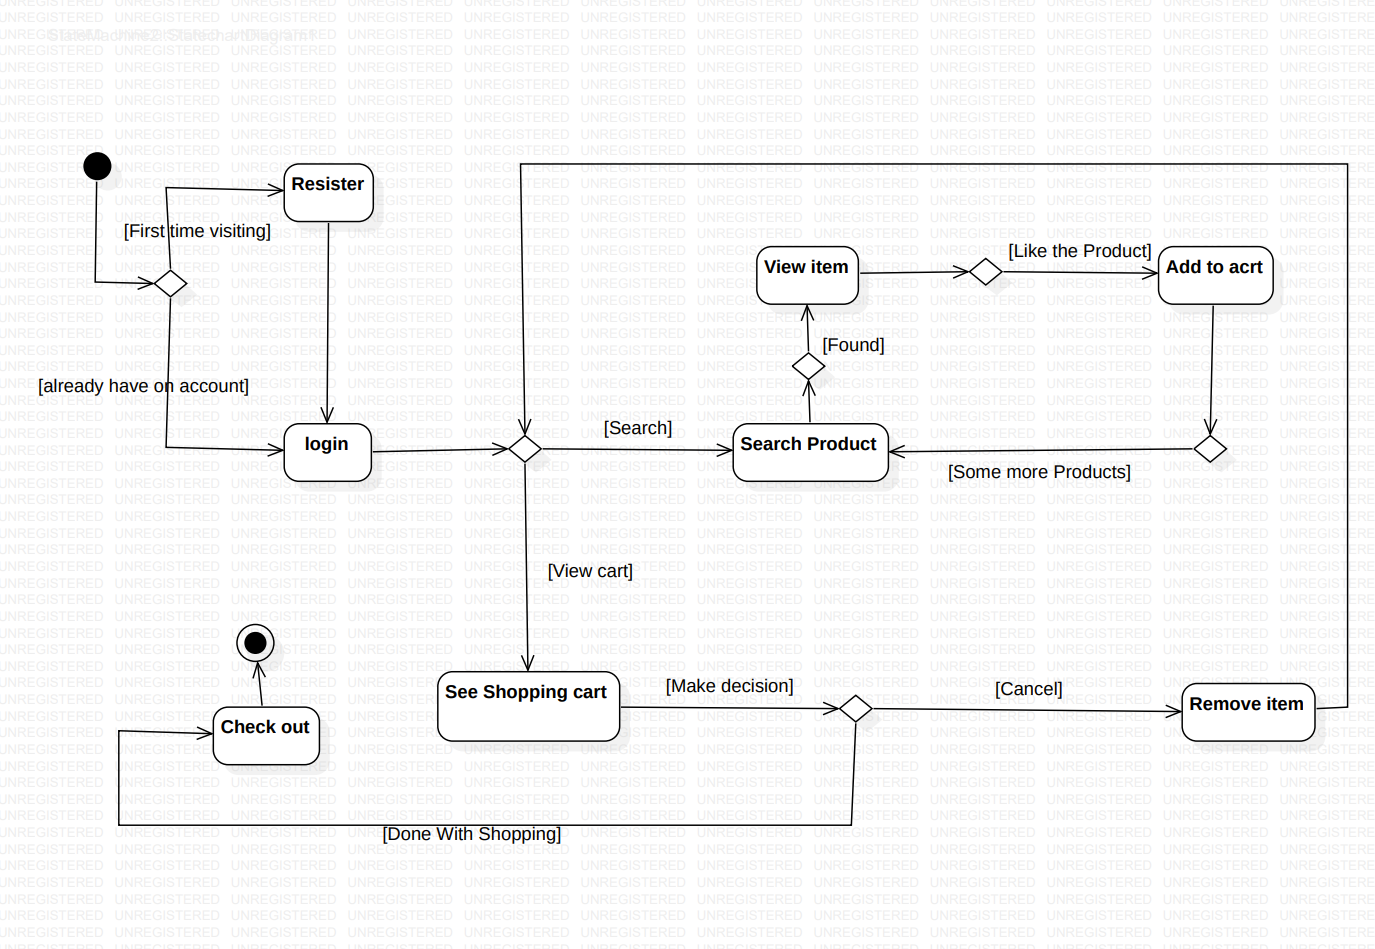 StateMachine2::StatechartDiagram1
Resister
[First time visiting]
[Like the Product]
View item
Add to acrt
[Found]
[already have on account]
[Search]
login
Search Product
[Some more Products]
[View cart]
[Make decision]
[Cancel]
See Shopping cart
Remove item
Check out
[Done With Shopping]
UNREGISTERED